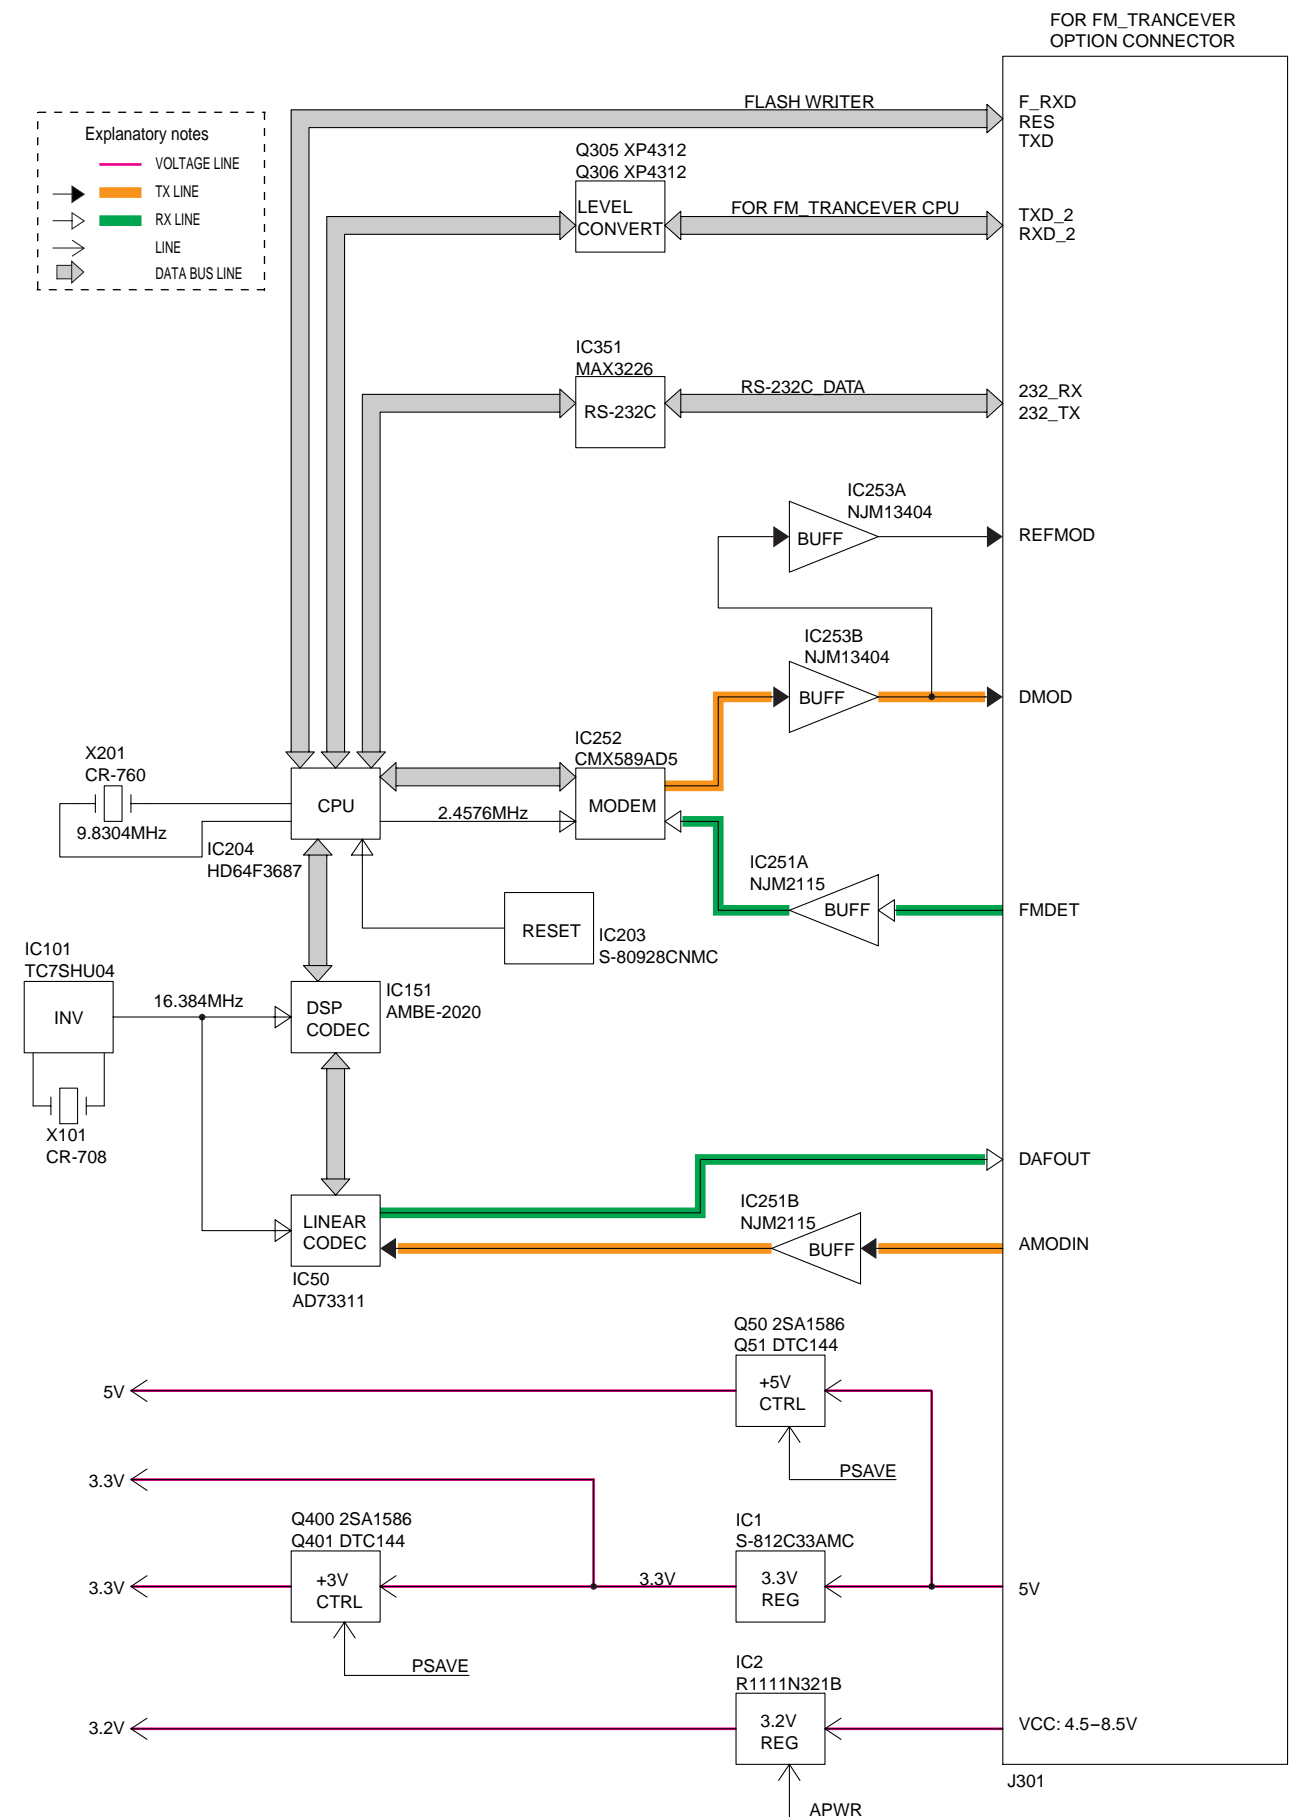 FOR FM_TRANCEVER
OPTION CONNECTOR
Explanatory notes
VOLTAGE LINE
TX LINE
RX LINE
LINE
DATA BUS LINE
FLASH WRITER
F_RXD
RES
TXD
Q305 XP4312
Q306 XP4312
LEVEL
CONVERT
FOR FM_TRANCEVER CPU
TXD_2
RXD_2
IC351
MAX3226
RS-232C
RS-232C_DATA
232_RX
232_TX
IC253A
NJM13404
BUFF
REFMOD
IC253B
NJM13404
BUFF
DMOD
X201
CR-760
9.8304MHz
CPU
IC204
HD64F3687
2.4576MHz
IC252
CMX589AD5
MODEM
IC251A
NJM2115
BUFF
FMDET
RESET
IC203
S-80928CNMC
IC101
TC7SHU04
INV
16.384MHz
X101
CR-708
DSP
CODEC
IC151
AMBE-2020
DAFOUT
LINEAR
CODEC
IC50
AD73311
IC251B
NJM2115
BUFF
AMODIN
Q50 2SA1586
Q51 DTC144
5V
+5V
CTRL
PSAVE
3.3V
Q400 2SA1586
Q401 DTC144
IC1
S-812C33AMC
3.3V
+3V
CTRL
3.3V
3.3V
REG
5V
PSAVE
IC2
R1111N321B
3.2V
3.2V
REG
VCC: 4.5–8.5V
J301
APWR